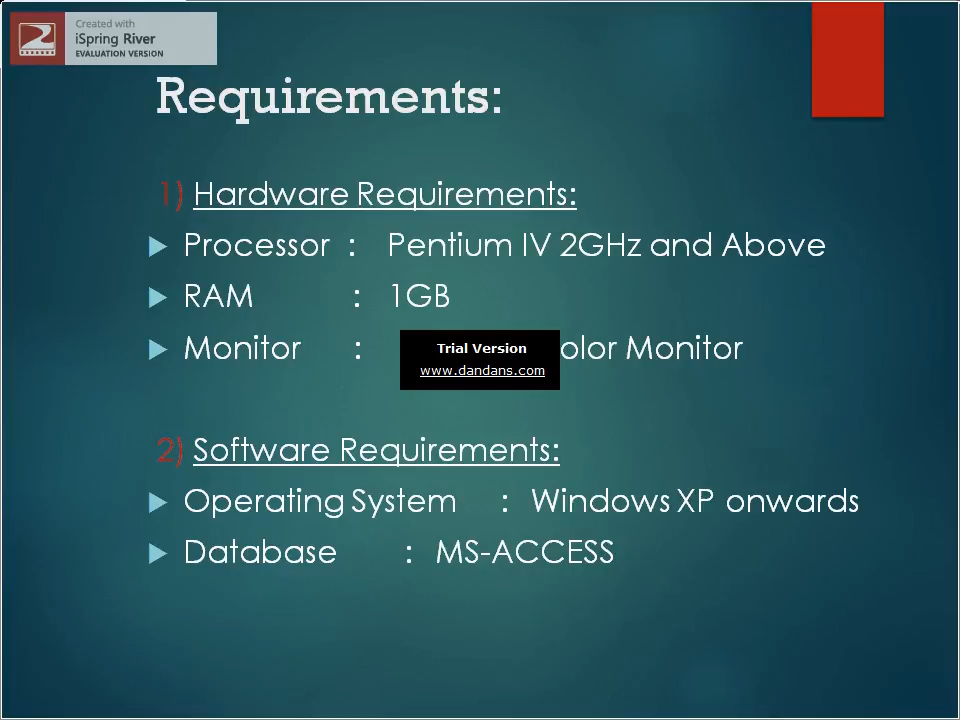 Created with
iSpring River
EVALUATION VERSION
Requirements:
1) Hardware Requirements:
Processor : Pentium IV 2GHz and Above
RAM : 1GB
Monitor : olor Monitor
Trial Version
www.dandans.com
2) Software Requirements:
Operating System : Windows XP onwards
Database : MS-ACCESS